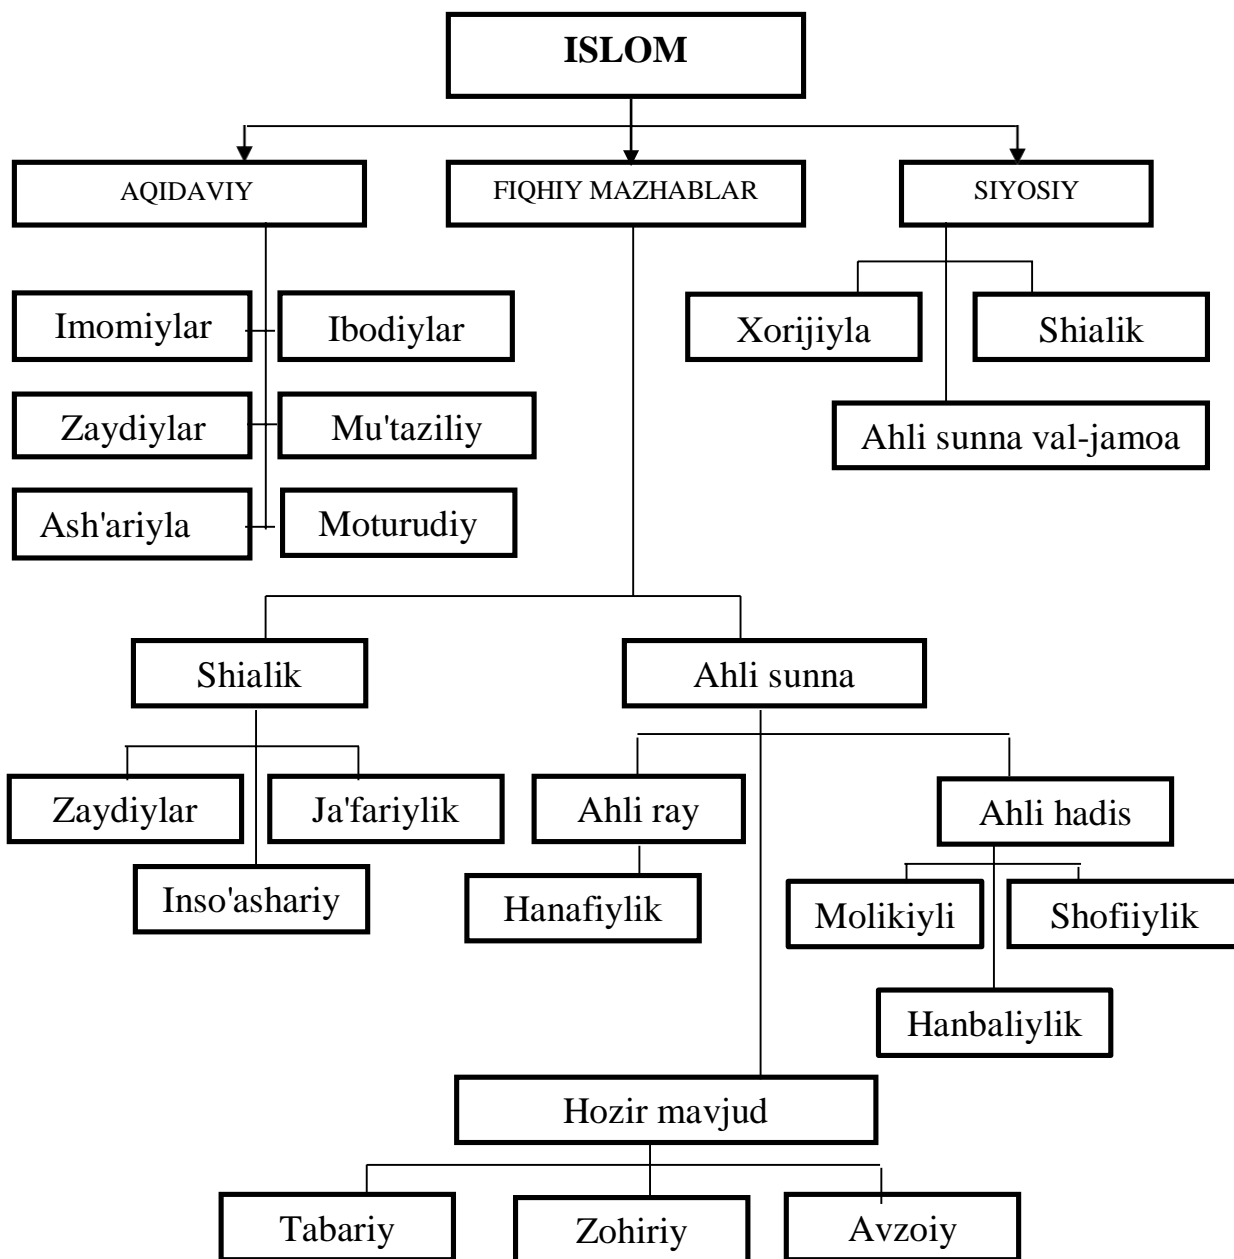 ISLOM
AQIDAVIY
FIQHIY MAZHABLAR
SIYOSIY
Imomiylar
Ibodiylar
Xorijiyla
Shialik
Zaydiylar
Mu'taziliy
Ahli sunna val-jamoa
Ash'ariyla
Moturudiy
Shialik
Ahli sunna
Zaydiylar
Ja'fariylik
Ahli ray
Ahli hadis
Inso'ashariy
Hanafiylik
Molikiyli
Shofiiylik
Hanbaliylik
Hozir mavjud
Tabariy
Zohiriy
Avzoiy